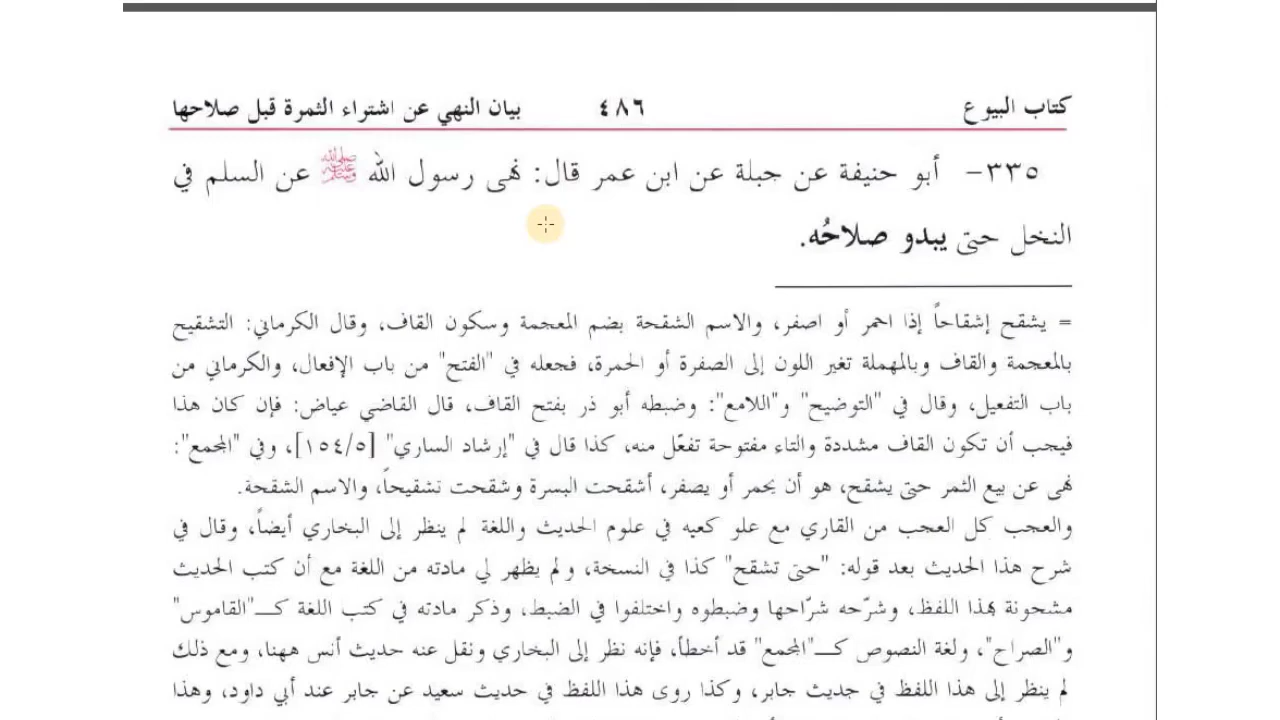 كتاب البيوع ٤٨٦ بيان النهي عن اشتراء الثمرة قبل صلاحها
٣٣٥- أبو حنيفة عن جبلة عن ابن عمر قال: نهى رسول الله ﷺ عن السلم في
النخل حتى يبدو صلاحُه.
= يشقح إشقاحاً إذا احمر أو اصفر، والاسم الشقحة بضم المعجمة وسكون القاف، وقال الكرماني: التشقيح
بالمعجمة والقاف وبالمهملة تغير اللون إلى الصفرة أو الحمرة، فجعله في "الفتح" من باب الإفعال، والكرماني من
باب التفعيل، وقال في "التوضيح" و"اللامع": وضبطه أبو ذر بفتح القاف، قال القاضي عياض: فإن كان هذا
فيجب أن تكون القاف مشددة والتاء مفتوحة تفعّل منه، كذا قال في "إرشاد الساري" [١٥٤/٥]، وفي "المجمع":
نهى عن بيع الثمر حتى يشقح، هو أن يحمر أو يصفر، أشقحت البسرة وشقحت تشقيحاً، والاسم الشقحة.
والعجب كل العجب من القاري مع علو كعبه في علوم الحديث واللغة لم ينظر إلى البخاري أيضاً، وقال في
شرح هذا الحديث بعد قوله: "حتى تشقح" كذا في النسخة، ولم يظهر لي مادته من اللغة مع أن كتب الحديث
مشحونة بهذا اللفظ، وشرّحه شرّاحها وضبطوه واختلفوا في الضبط، وذكر مادته في كتب اللغة كـ"القاموس"
و"الصراح"، ولغة النصوص كـ"المجمع" قد أخطأ، فإنه نظر إلى البخاري ونقل عنه حديث أنس ههنا، ومع ذلك
لم ينظر إلى هذا اللفظ في حديث جابر، وكذا روى هذا اللفظ في حديث سعيد عن جابر عند أبي داود، وهذا